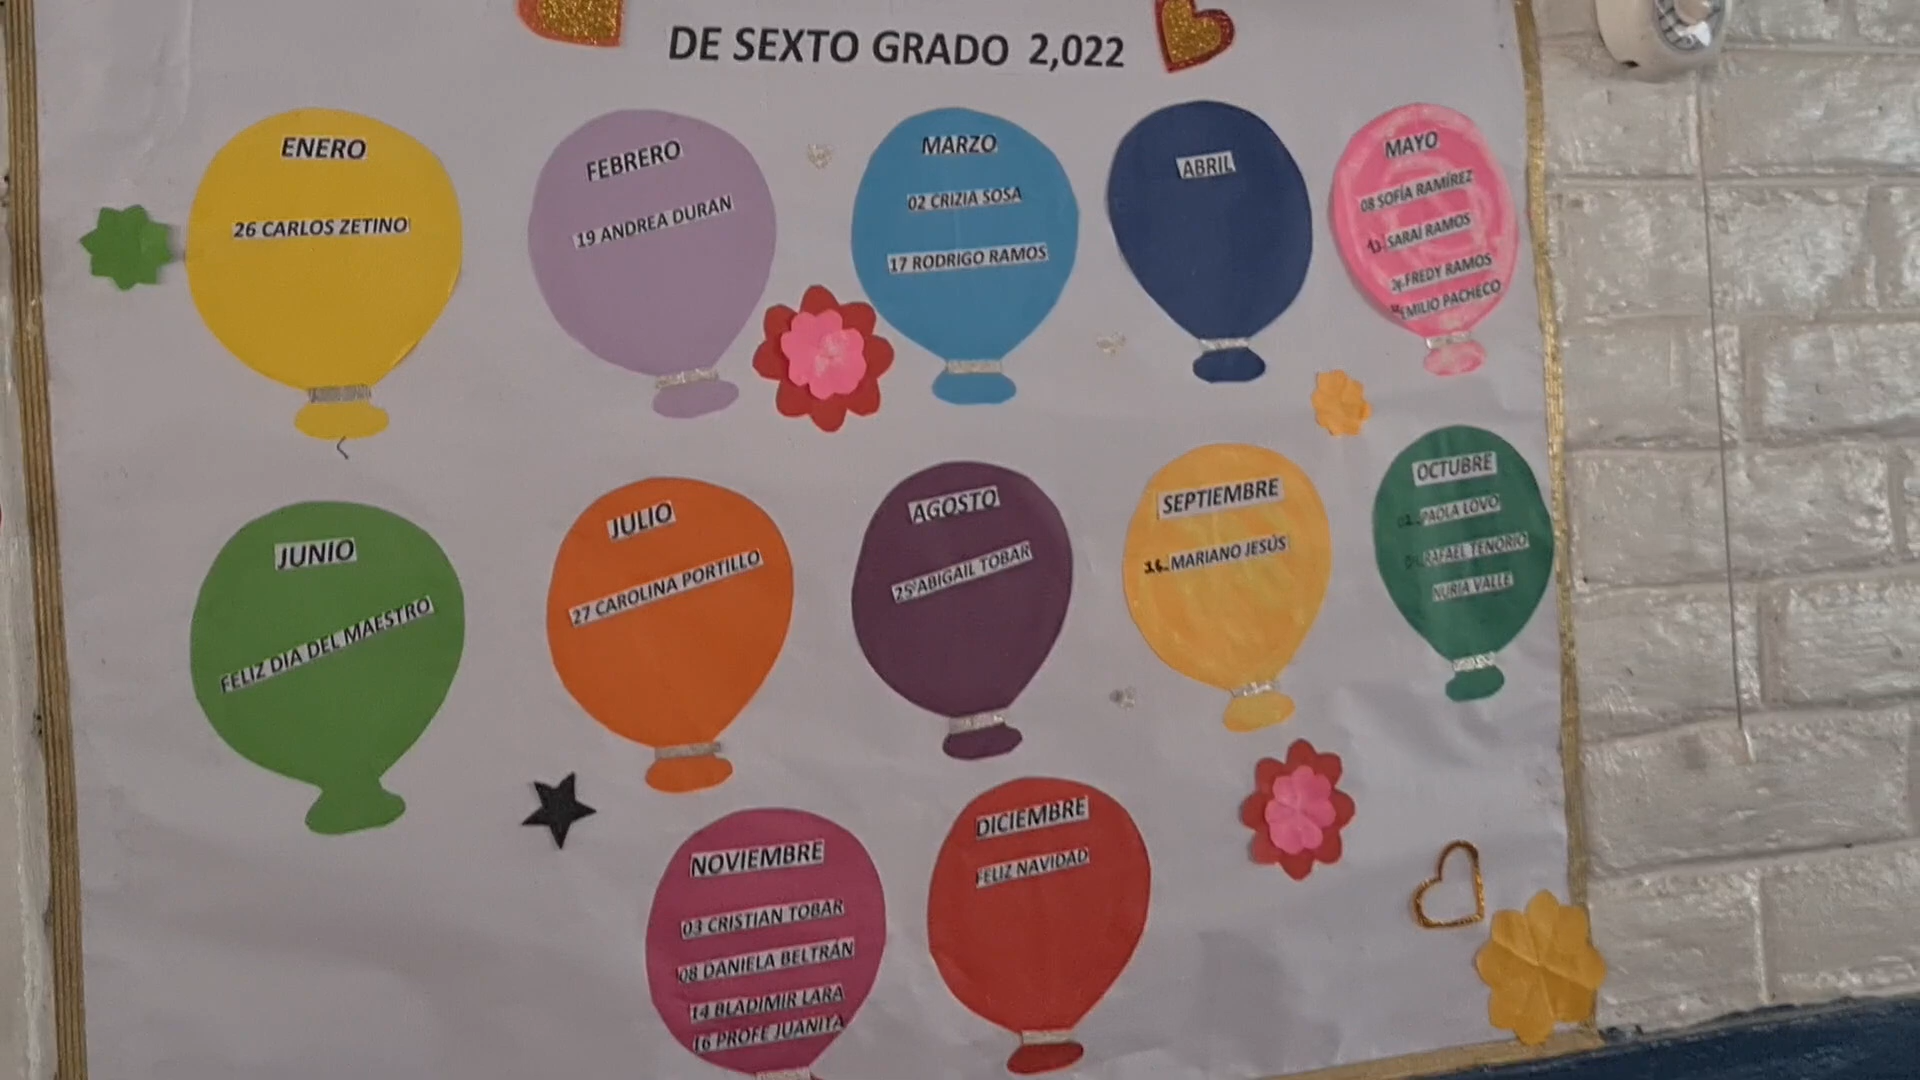 DE SEXTO GRADO 2,022
ENERO
26 CARLOS ZETINO
FEBRERO
19 ANDREA DURAN
MARZO
02 CRIZIA SOSA
17 RODRIGO RAMOS
ABRIL
MAYO
08 SOFÍA RAMÍREZ
SARAÍ RAMOS
FREDY RAMOS
EMILIO PACHECO
JUNIO
FELIZ DIA DEL MAESTRO
JULIO
27 CAROLINA PORTILLO
AGOSTO
25 ABIGAÍL TOBAR
SEPTIEMBRE
16 MARIANO JESÚS
OCTUBRE
PAOLA LOVO
RAFAEL TENORIO
NURIA VALLE
NOVIEMBRE
03 CRISTIAN TOBAR
08 DANIELA BELTRÁN
14 BLADIMIR LARA
16 PROFE JUANITA
DICIEMBRE
FELIZ NAVIDAD